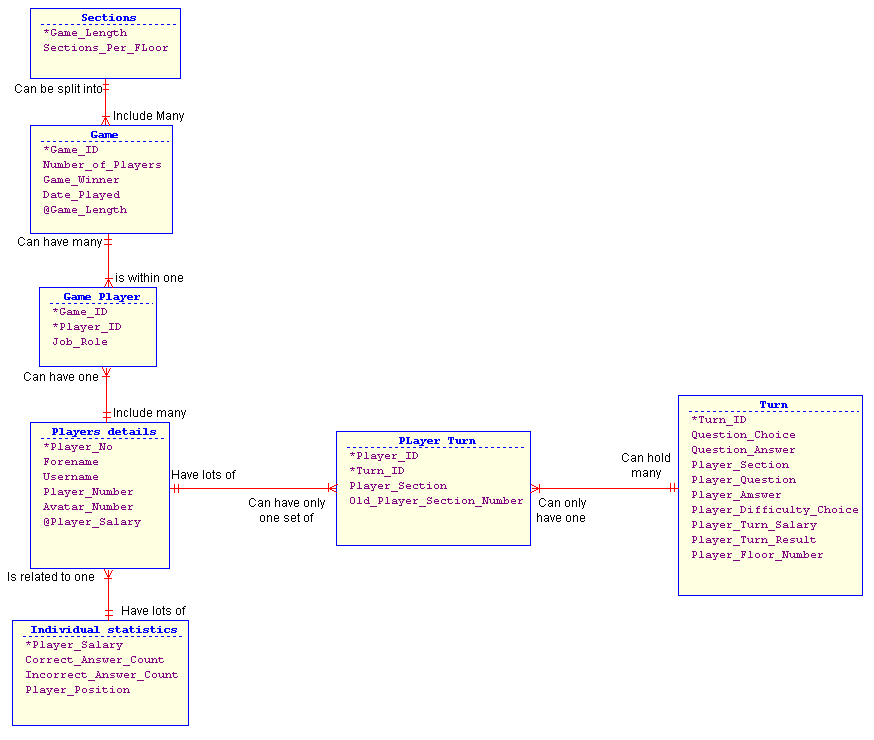 Sections
*Game_Length
Sections_Per_FLoor
Can be split into
Include Many
Game
*Game_ID
Number_of_Players
Game_Winner
Date_Played
@Game_Length
Can have many
is within one
Game Player
*Game_ID
*Player_ID
Job_Role
Can have one
Include many
Players details
*Player_No
Forename
Username
Player_Number
Avatar_Number
@Player_Salary
Have lots of
Can have only
one set of
PLayer Turn
*Player_ID
*Turn_ID
Player_Section
Old_Player_Section_Number
Can only
have one
Can hold
many
Turn
*Turn_ID
Question_Choice
Question_Answer
Player_Section
Player_Question
Player_Amswer
Player_Difficulty_Choice
Player_Turn_Salary
Player_Turn_Result
Player_Floor_Number
Is related to one
Have lots of
Individual statistics
*Player_Salary
Correct_Answer_Count
Incorrect_Answer_Count
Player_Position